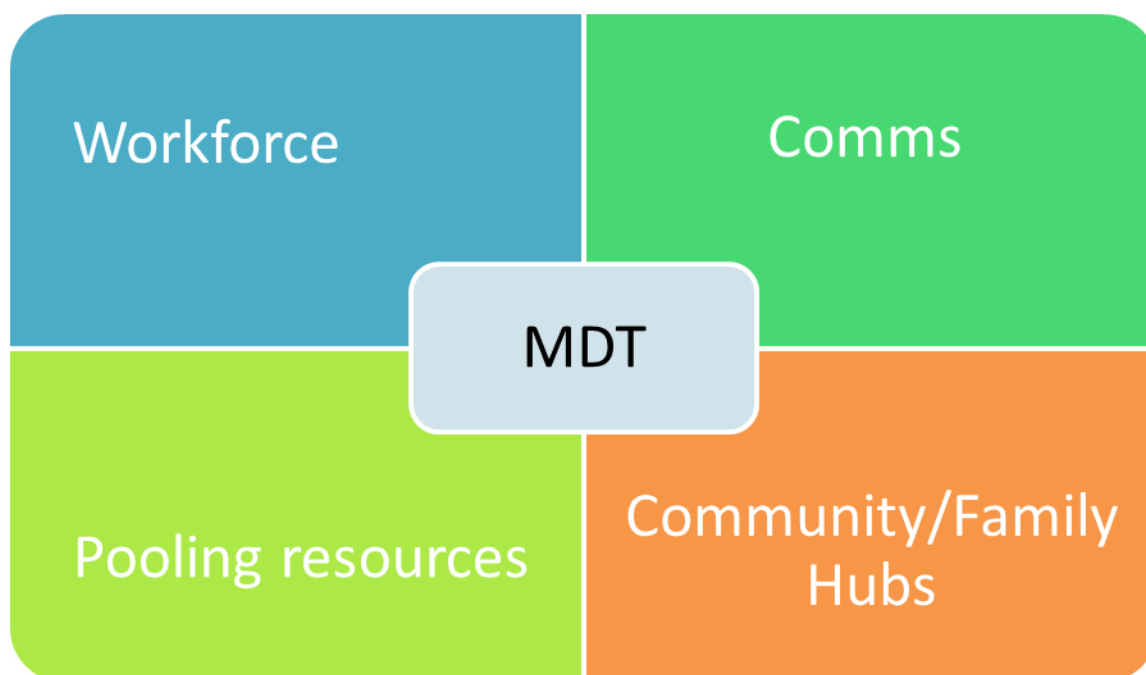 Workforce
Comms
MDT
Pooling resources
Community/Family
Hubs